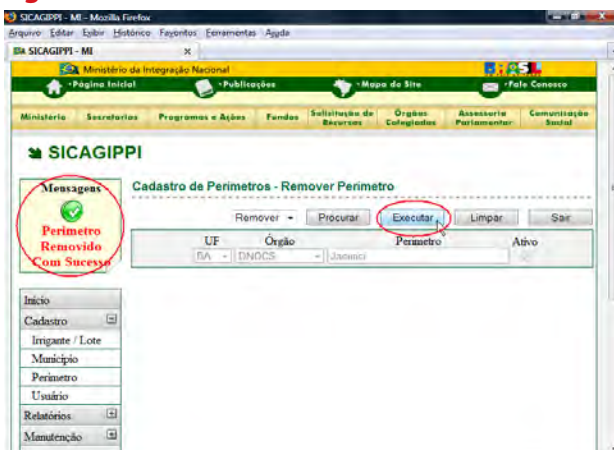 SICAGIPPI - MI - Mozilla Firefox
Arquivo Editar Exibir Histórico Favoritos Ferramentas Ajuda
SICAGIPPI - MI
Ministério da Integração Nacional
Página Inicial Publicações Mapa do Site Fale Conosco
Ministério Secretarias Programas e Ações Fundos Solicitação de Recursos Órgãos Colegiados Assessoria Parlamentar Comunicação Social
SICAGIPPI
Mensagens
Perimetro
Removido
Com Sucesso
Cadastro de Perimetros - Remover Perimetro
Remover Procurar Executar Limpar Sair
UF Órgão Perimetro Ativo
BA DNOCS
Início
Cadastro
Irrigante / Lote
Município
Perimetro
Usuário
Relatórios
Manutenção